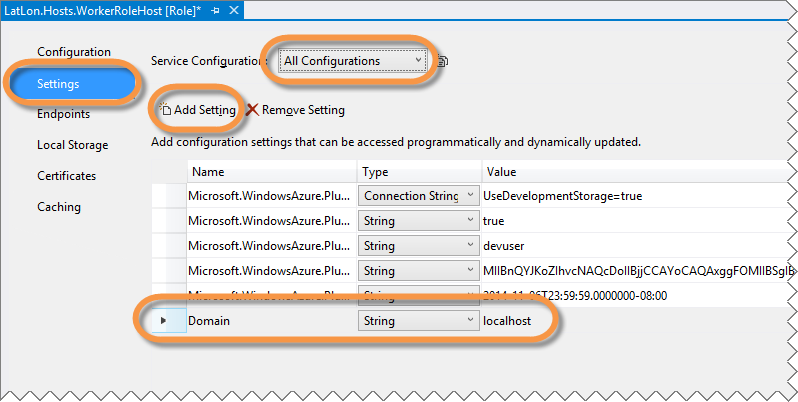 LatLon.Hosts.WorkerRoleHost [Role]*
Configuration
Settings
Endpoints
Local Storage
Certificates
Caching
Service Configuration: All Configurations
Add Setting Remove Setting
Add configuration settings that can be accessed programmatically and dynamically updated.
Name Type Value
Microsoft.WindowsAzure.Plu... Connection String UseDevelopmentStorage=true
Microsoft.WindowsAzure.Plu... String true
Microsoft.WindowsAzure.Plu... String devuser
Microsoft.WindowsAzure.Plu... String
Microsoft.WindowsAzure.Plu... String 2014-11-06T23:59:59.0000000-08:00
Domain String localhost